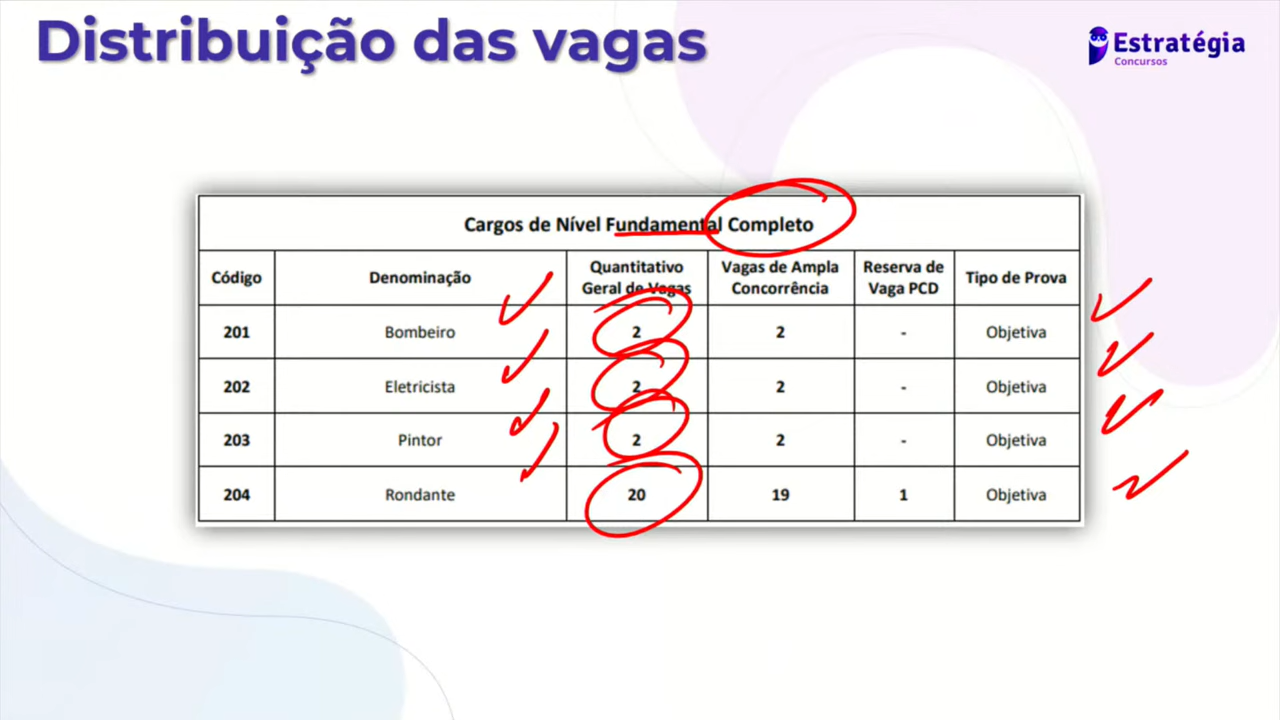 Distribuição das vagas
Estratégia
Concursos
Cargos de Nível Fundamental Completo
Código Denominação Quantitativo Geral de Vagas Vagas de Ampla Concorrência Reserva de Vaga PCD Tipo de Prova
201 Bombeiro 2 2 - Objetiva
202 Eletricista 2 2 - Objetiva
203 Pintor 2 2 - Objetiva
204 Rondante 20 19 1 Objetiva